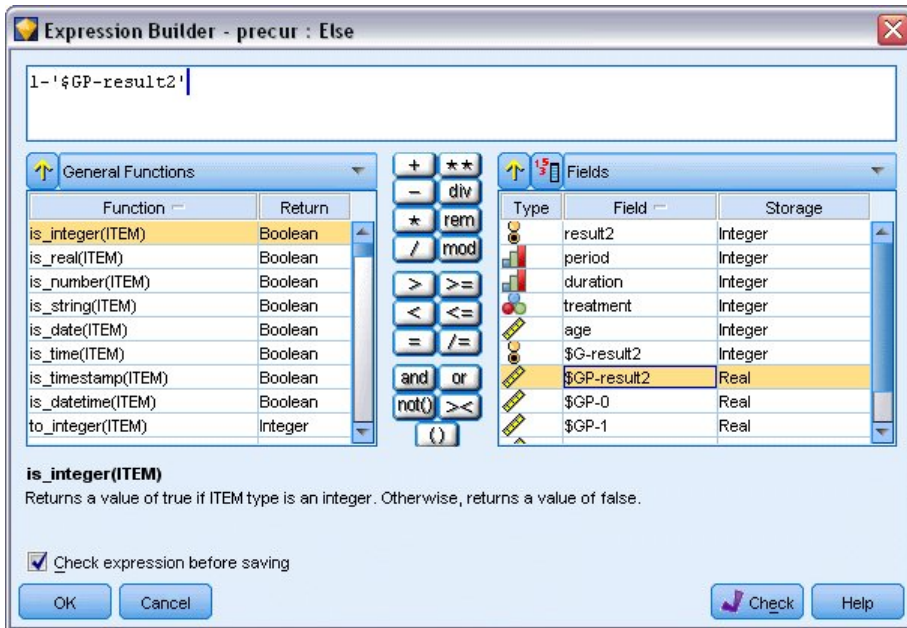 Expression Builder - precur : Else
1-'$GP-result2'
General Functions
Function Return
is_integer(ITEM) Boolean
is_real(ITEM) Boolean
is_number(ITEM) Boolean
is_string(ITEM) Boolean
is_date(ITEM) Boolean
is_time(ITEM) Boolean
is_timestamp(ITEM) Boolean
is_datetime(ITEM) Boolean
to_integer(ITEM) Integer
+ **
- div
* rem
/ mod
> >=
< <=
= /=
and or
not() ><
()
Fields
Type Field Storage
result2 Integer
period Integer
duration Integer
treatment Integer
age Integer
$G-result2 Integer
$GP-result2 Real
$GP-0 Real
$GP-1 Real
is_integer(ITEM)
Returns a value of true if ITEM type is an integer. Otherwise, returns a value of false.
Check expression before saving
OK Cancel Check Help